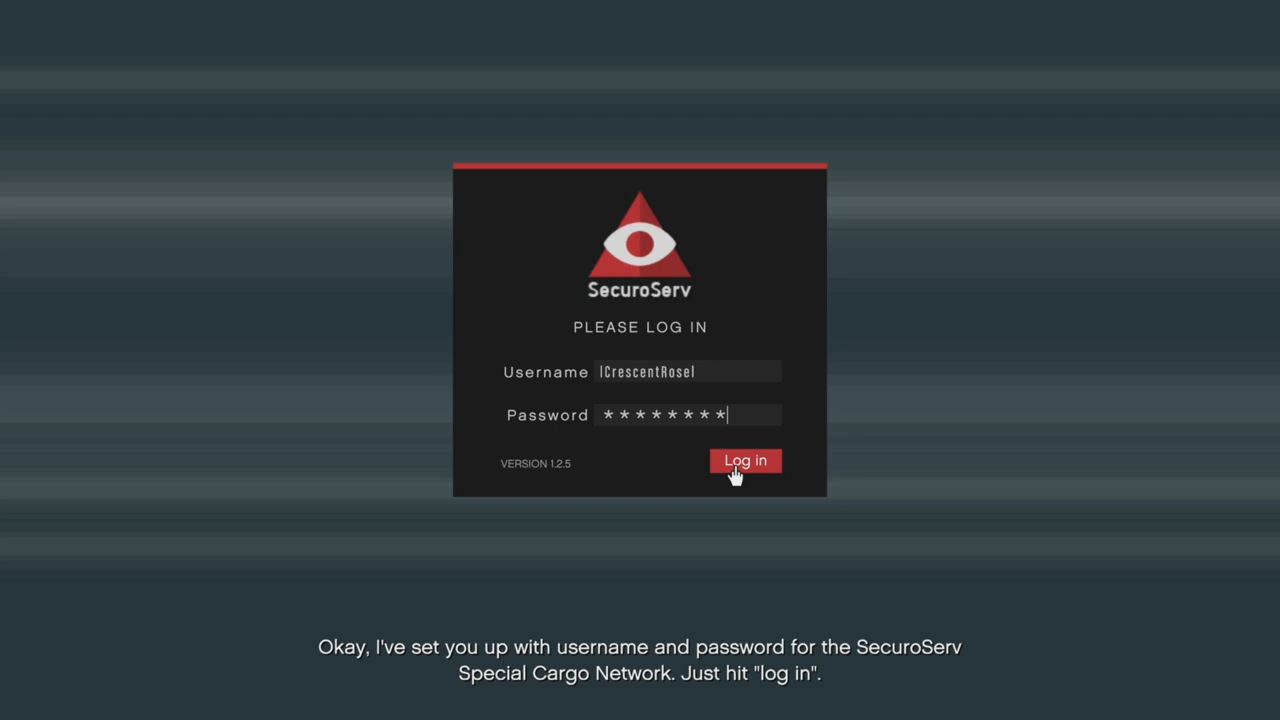 SecuroServ
PLEASE LOG IN
Username lCrescentRosel
Password ********
VERSION 1.2.5
Log in
Okay, I've set you up with username and password for the SecuroServ
Special Cargo Network. Just hit "log in".